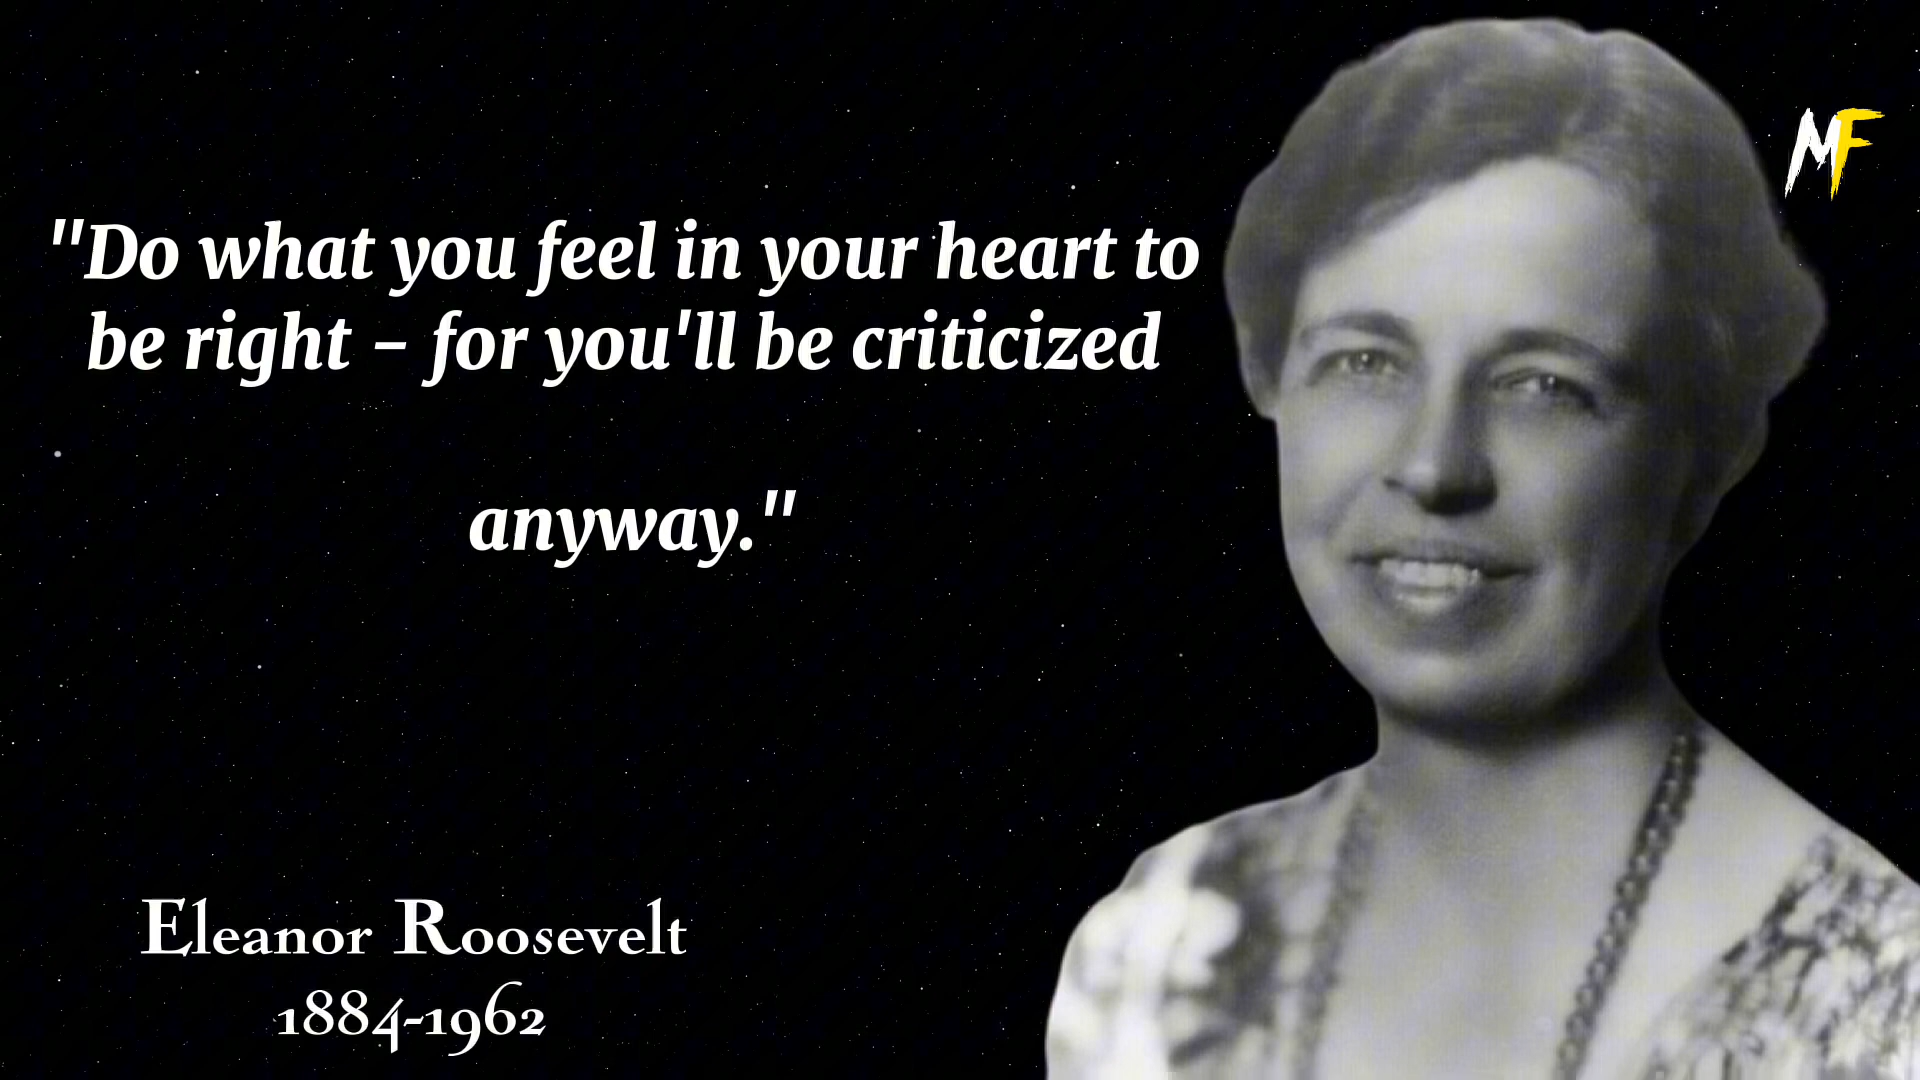 "Do what you feel in your heart to
be right – for you'll be criticized
anyway."
MF
Eleanor Roosevelt
1884-1962